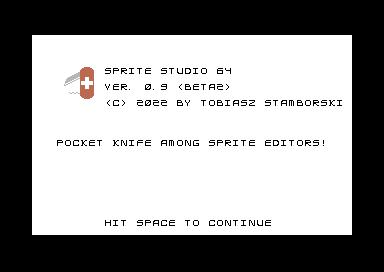 SPRITE STUDIO 64
VER. 0.9 (BETA2)
(C) 2022 BY TOBIASZ STAMBORSKI
POCKET KNIFE AMONG SPRITE EDITORS!
HIT SPACE TO CONTINUE